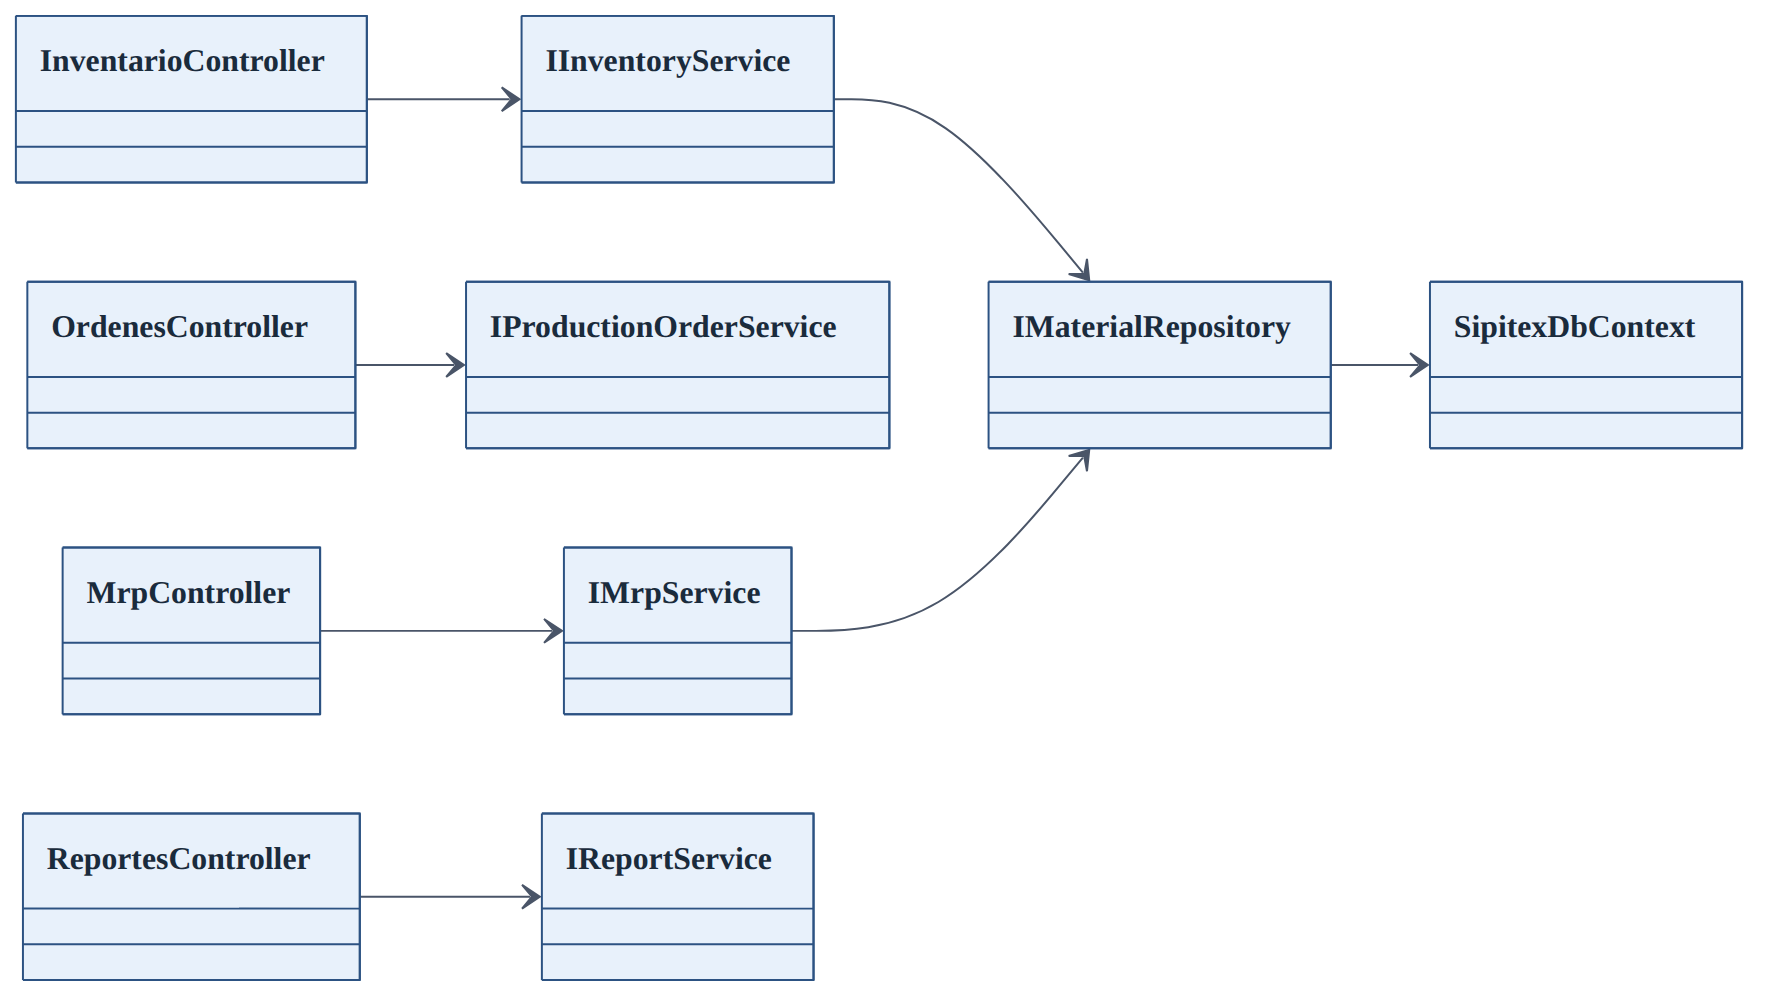 InventarioController
IInventoryService
OrdenesController
IProductionOrderService
IMaterialRepository
SipitexDbContext
MrpController
IMrpService
ReportesController
IReportService